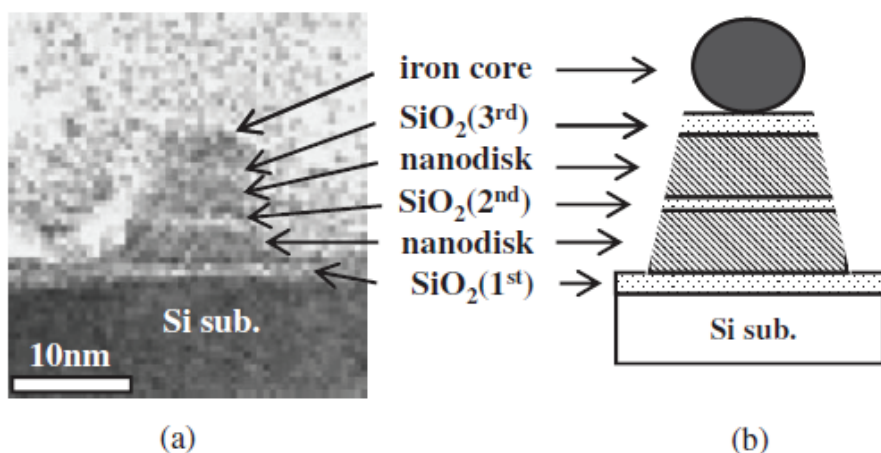 iron core
SiO₂(3ʳᵈ)
nanodisk
SiO₂(2ⁿᵈ)
nanodisk
SiO₂(1ˢᵗ)
Si sub.
10nm
Si sub.
(a)
(b)